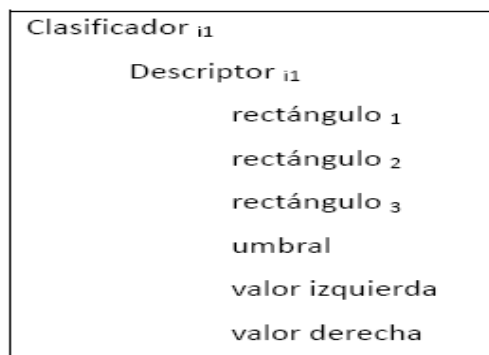 Clasificador i1
Descriptor i1
rectángulo 1
rectángulo 2
rectángulo 3
umbral
valor izquierda
valor derecha